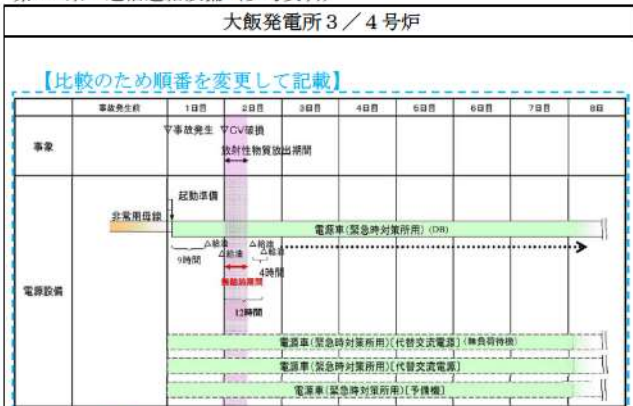 大飯発電所３／４号炉
【比較のため順番を変更して記載】
事故発生前 1日目 2日目 3日目 4日目 5日目 6日目 7日目 8日
事象
▽事故発生 ▽CV破損
放射性物質放出期間
電源設備
起動準備
非常用母線
電源車(緊急時対策所用) (DB)
△給油 △給油
△給油 △給油
9時間
4時間
12時間
電源車(緊急時対策所用)[代替交流電源] (無負荷待機)
電源車(緊急時対策所用)[代替交流電源]
電源車(緊急時対策所用)[予備機]